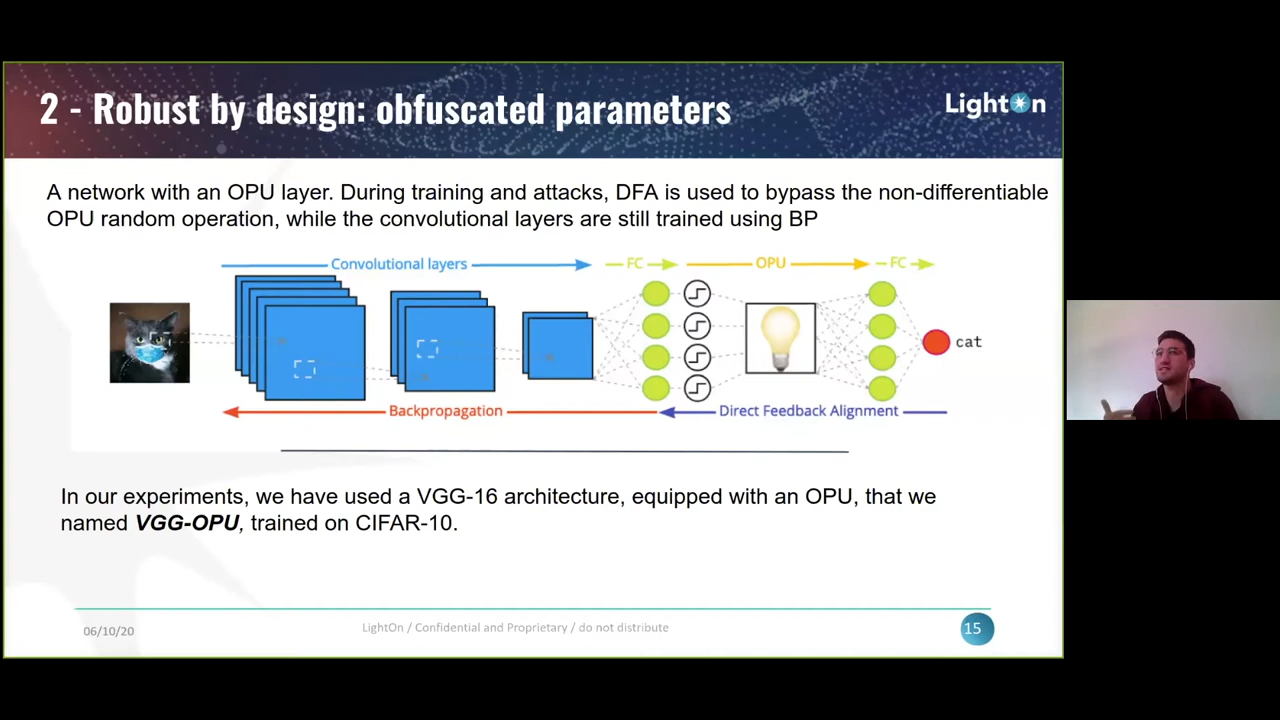 2 - Robust by design: obfuscated parameters
LightOn
A network with an OPU layer. During training and attacks, DFA is used to bypass the non-differentiable
OPU random operation, while the convolutional layers are still trained using BP
Convolutional layers
FC
OPU
FC
cat
Backpropagation
Direct Feedback Alignment
In our experiments, we have used a VGG-16 architecture, equipped with an OPU, that we
named VGG-OPU, trained on CIFAR-10.
06/10/20
LightOn / Confidential and Proprietary / do not distribute
15